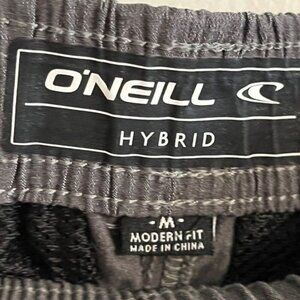 O'NEILL
HYBRID
-M-
MODERN FIT
MADE IN CHINA